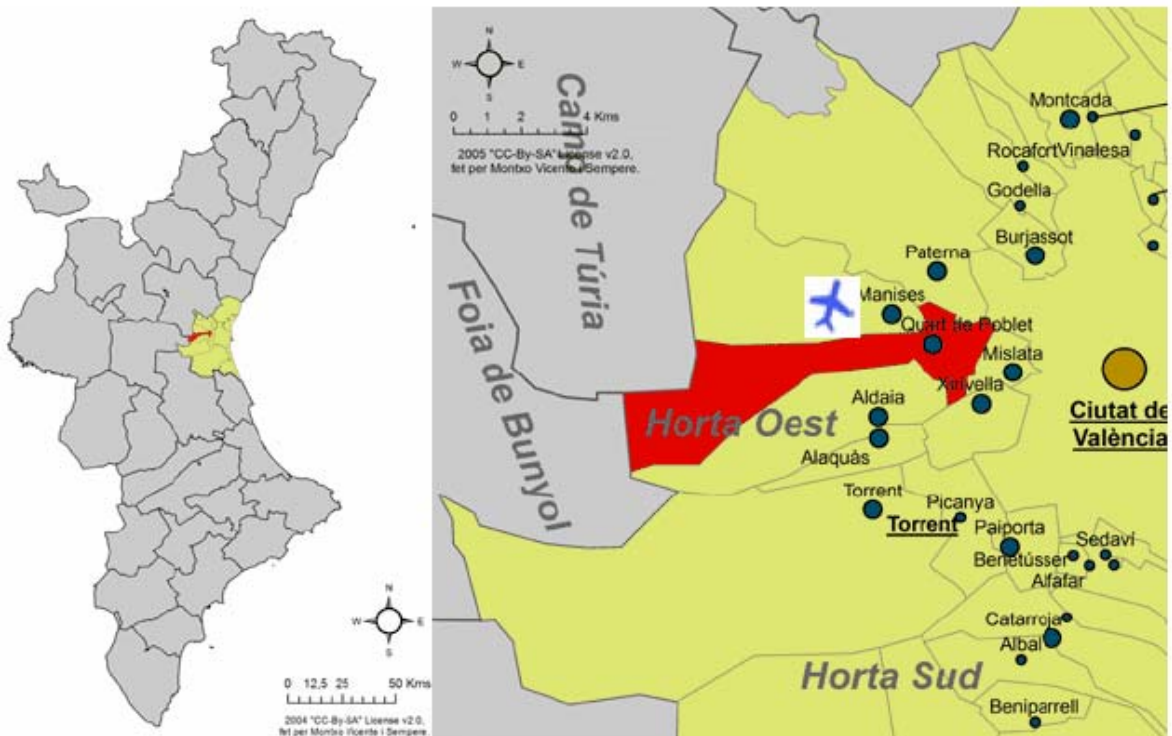 N
W E
S
0 12,5 25 50 Kms
2004 "CC-By-SA" License v2.0,
fet per Montxo Vicente i Sempere.
N
W E
S
0 1 2 4 Kms
2005 "CC-By-SA" License v2.0,
fet per Montxo Vicente i Sempere.
Camp de Túria
Foia de Bunyol
Montcada
Rocafort Vinalesa
Godella
Burjassot
Paterna
Manises
Quart de Poblet
Mislata
Xirivella
Aldaia
Horta Oest
Alaquàs
Ciutat de
València
Torrent
Torrent
Picanya
Paiporta
Sedaví
Benetússer
Alfafar
Catarroja
Albal
Horta Sud
Beniparrell